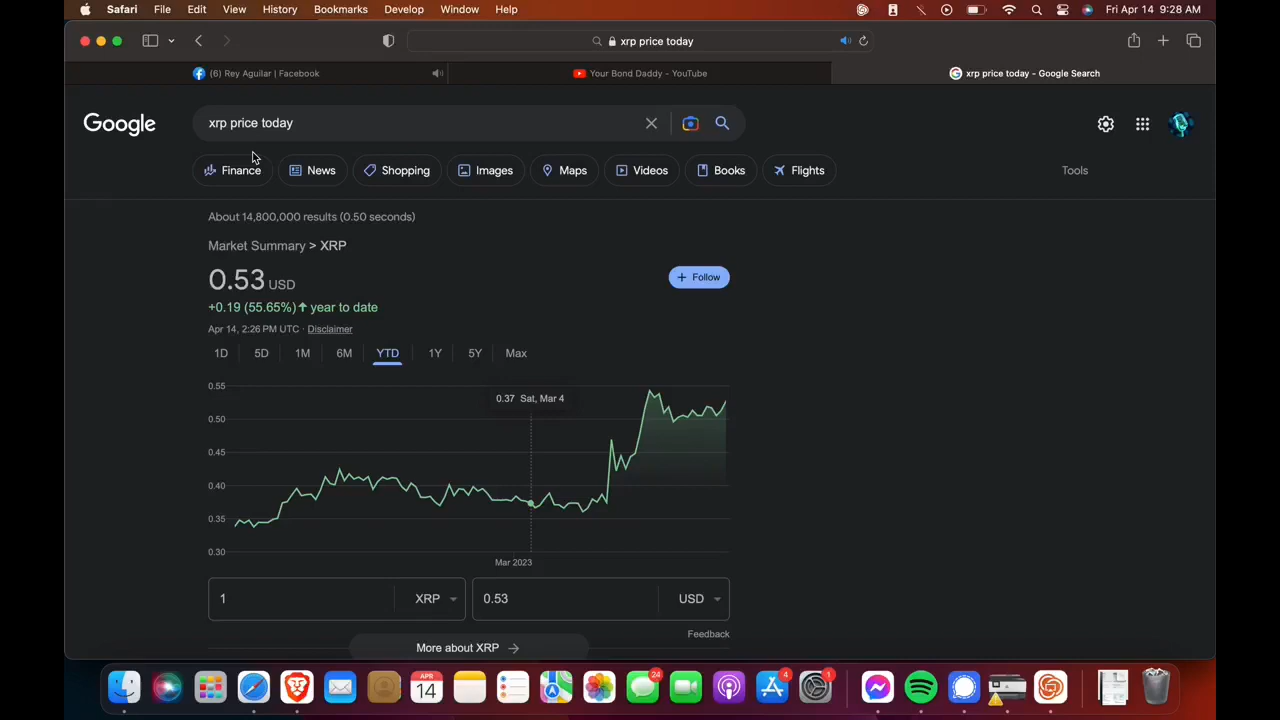 Safari File Edit View History Bookmarks Develop Window Help Fri Apr 14 9:28 AM
xrp price today
(6) Rey Aguilar | Facebook Your Bond Daddy - YouTube xrp price today - Google Search
Google xrp price today
Finance News Shopping Images Maps Videos Books Flights Tools
About 14,800,000 results (0.50 seconds)
Market Summary > XRP
0.53 USD
+ Follow
+0.19 (55.65%) ↑ year to date
Apr 14, 2:26 PM UTC · Disclaimer
1D 5D 1M 6M YTD 1Y 5Y Max
0.55
0.37 Sat, Mar 4
0.50
0.45
0.40
0.35
0.30
Mar 2023
1 XRP 0.53 USD
Feedback
More about XRP →
APR
14
24
4
1